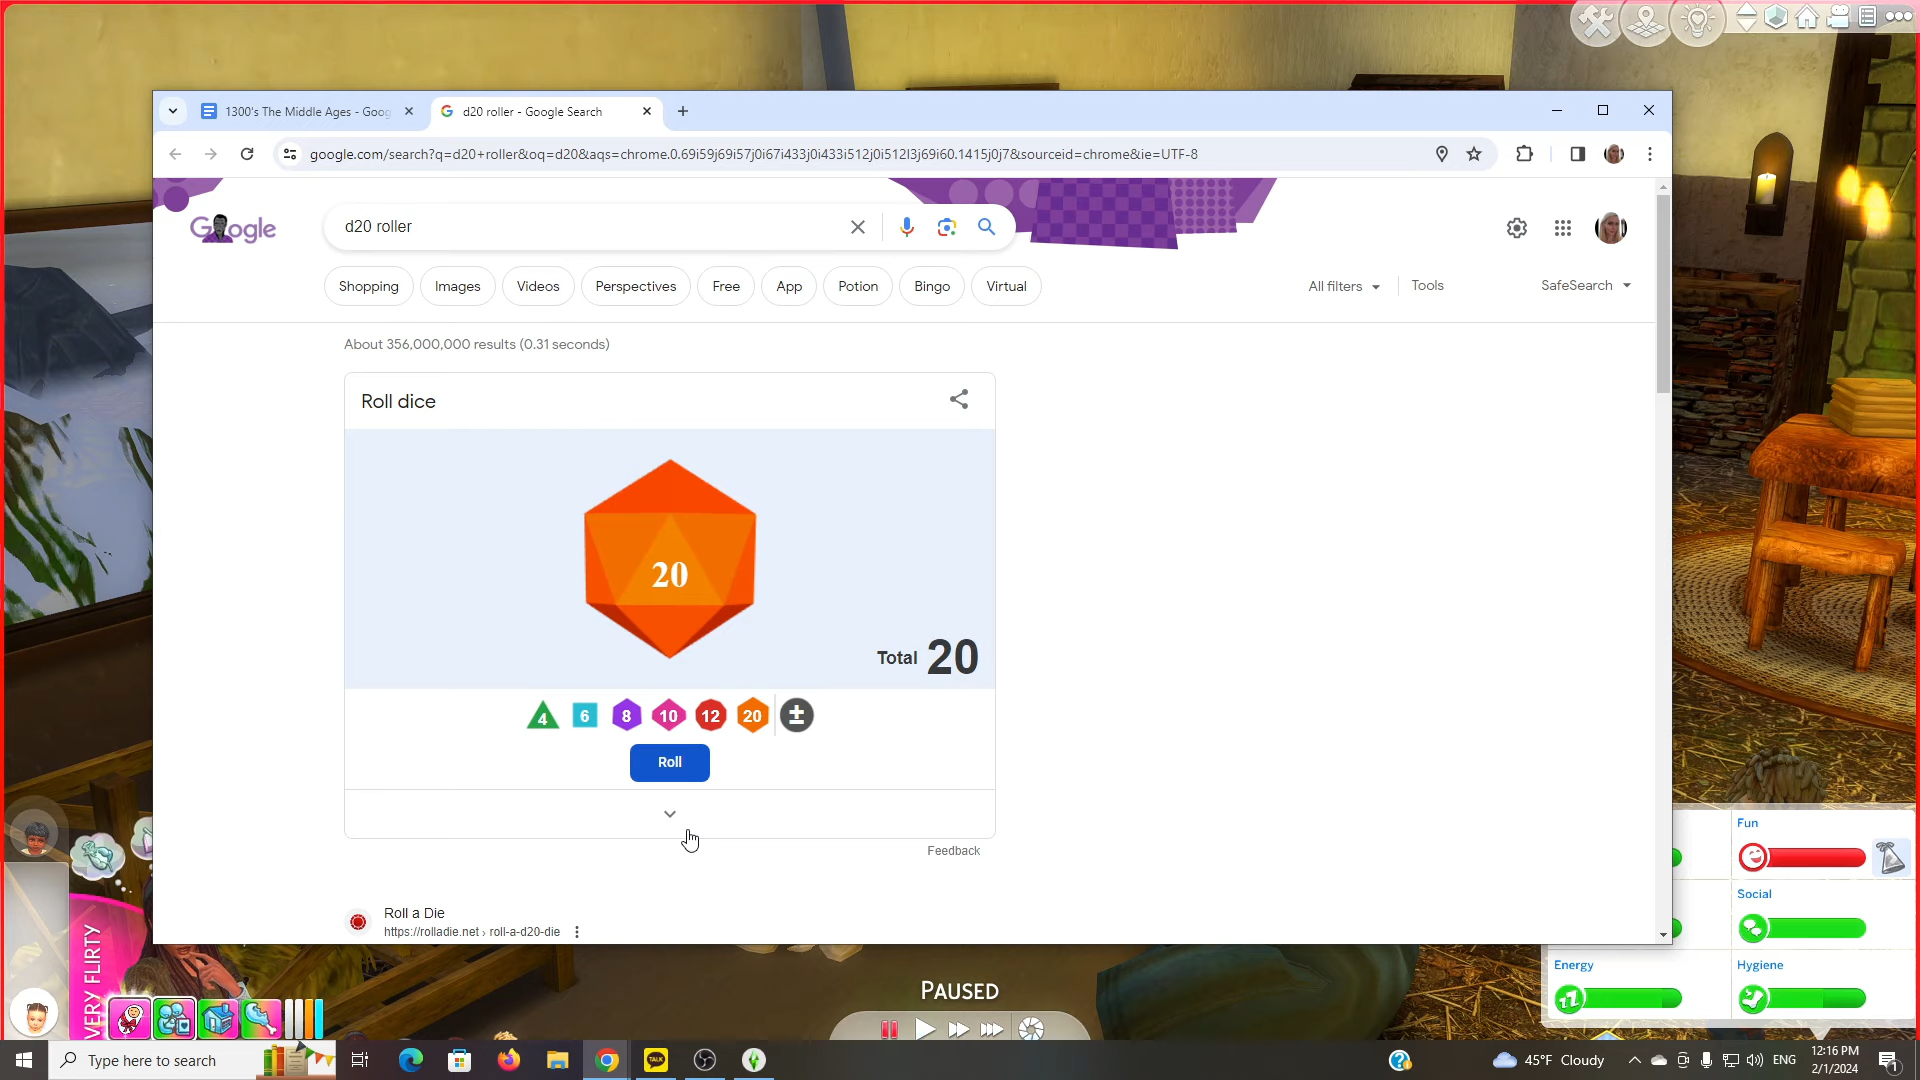 1300's The Middle Ages - Goog
d20 roller - Google Search
google.com/search?q=d20+roller&oq=d20&aqs=chrome.0.69i59j69i57j0i67i433j0i433i512j0i512l3j69i60.1415j0j7&sourceid=chrome&ie=UTF-8
Google
d20 roller
Shopping
Images
Videos
Perspectives
Free
App
Potion
Bingo
Virtual
All filters
Tools
SafeSearch
About 356,000,000 results (0.31 seconds)
Roll dice
20
Total 20
4
6
8
10
12
20
±
Roll
Feedback
Roll a Die
https://rolladie.net › roll-a-d20-die
Fun
Social
Energy
Hygiene
VERY FLIRTY
PAUSED
Type here to search
TALK
45°F Cloudy
ENG
12:16 PM
2/1/2024
1